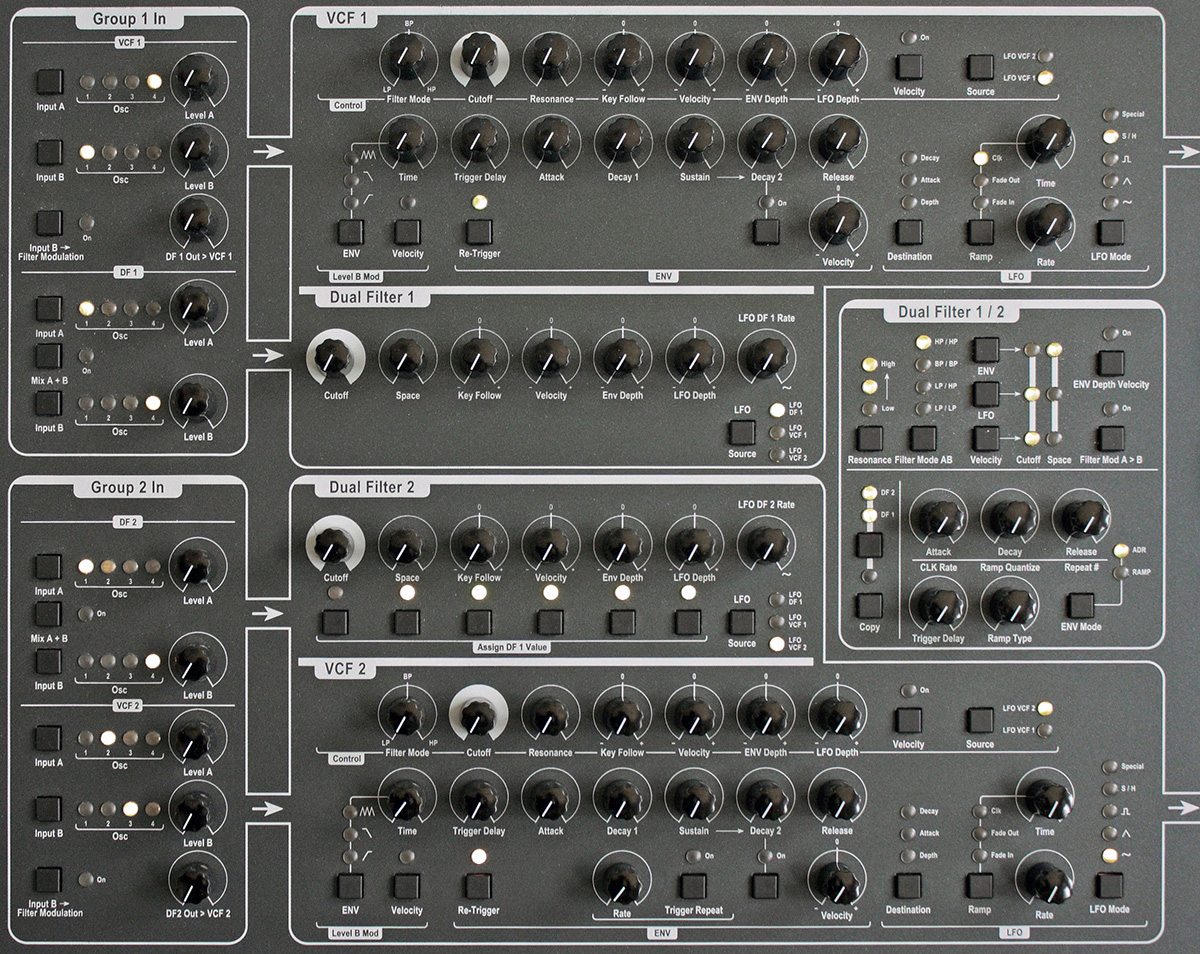 Group 1 In
VCF 1
Input A
1 2 3 4
Osc
Level A
Input B
1 2 3 4
Osc
Level B
On
Input B →
Filter Modulation
DF 1 Out > VCF 1
DF 1
Input A
1 2 3 4
Osc
Level A
On
Mix A + B
Input B
1 2 3 4
Osc
Level B
VCF 1
BP
LP HP
Filter Mode
Cutoff
Resonance
0
- +
Key Follow
0
- +
Velocity
0
- +
ENV Depth
0
- +
LFO Depth
Control
On
Velocity
LFO VCF 2
LFO VCF 1
Source
Time
Trigger Delay
Attack
Decay 1
Sustain
Decay 2
Release
ENV
Velocity
Level B Mod
Re-Trigger
On
0
- +
Velocity
ENV
Decay
Attack
Depth
Destination
Clk
Fade Out
Fade In
Ramp
Time
Rate
LFO
Special
S / H
LFO Mode
Dual Filter 1
Cutoff
Space
0
- +
Key Follow
0
- +
Velocity
0
- +
Env Depth
0
- +
LFO Depth
LFO DF 1 Rate
LFO
Source
LFO
DF 1
LFO
VCF 1
LFO
VCF 2
Dual Filter 1 / 2
High
Low
Resonance
HP / HP
BP / BP
LP / HP
LP / LP
Filter Mode AB
ENV
LFO
Velocity
Cutoff
Space
On
ENV Depth Velocity
On
Filter Mod A > B
DF 2
DF 1
Copy
Attack
Decay
Release
CLK Rate
Ramp Quantize
Repeat #
Trigger Delay
Ramp Type
ADR
RAMP
ENV Mode
Group 2 In
DF 2
Input A
1 2 3 4
Osc
Level A
On
Mix A + B
Input B
1 2 3 4
Osc
Level B
VCF 2
Input A
1 2 3 4
Osc
Level A
Input B
1 2 3 4
Osc
Level B
On
Input B →
Filter Modulation
DF2 Out > VCF 2
Dual Filter 2
Cutoff
Space
0
- +
Key Follow
0
- +
Velocity
0
- +
Env Depth
0
- +
LFO Depth
LFO DF 2 Rate
Assign DF 1 Value
LFO
Source
LFO
DF 1
LFO
VCF 1
LFO
VCF 2
VCF 2
BP
LP HP
Filter Mode
Cutoff
Resonance
0
- +
Key Follow
0
- +
Velocity
0
- +
ENV Depth
0
- +
LFO Depth
Control
On
Velocity
LFO VCF 2
LFO VCF 1
Source
Time
Trigger Delay
Attack
Decay 1
Sustain
Decay 2
Release
ENV
Velocity
Level B Mod
Re-Trigger
Rate
On
Trigger Repeat
On
0
- +
Velocity
ENV
Decay
Attack
Depth
Destination
Clk
Fade Out
Fade In
Ramp
Time
Rate
LFO
Special
S / H
LFO Mode